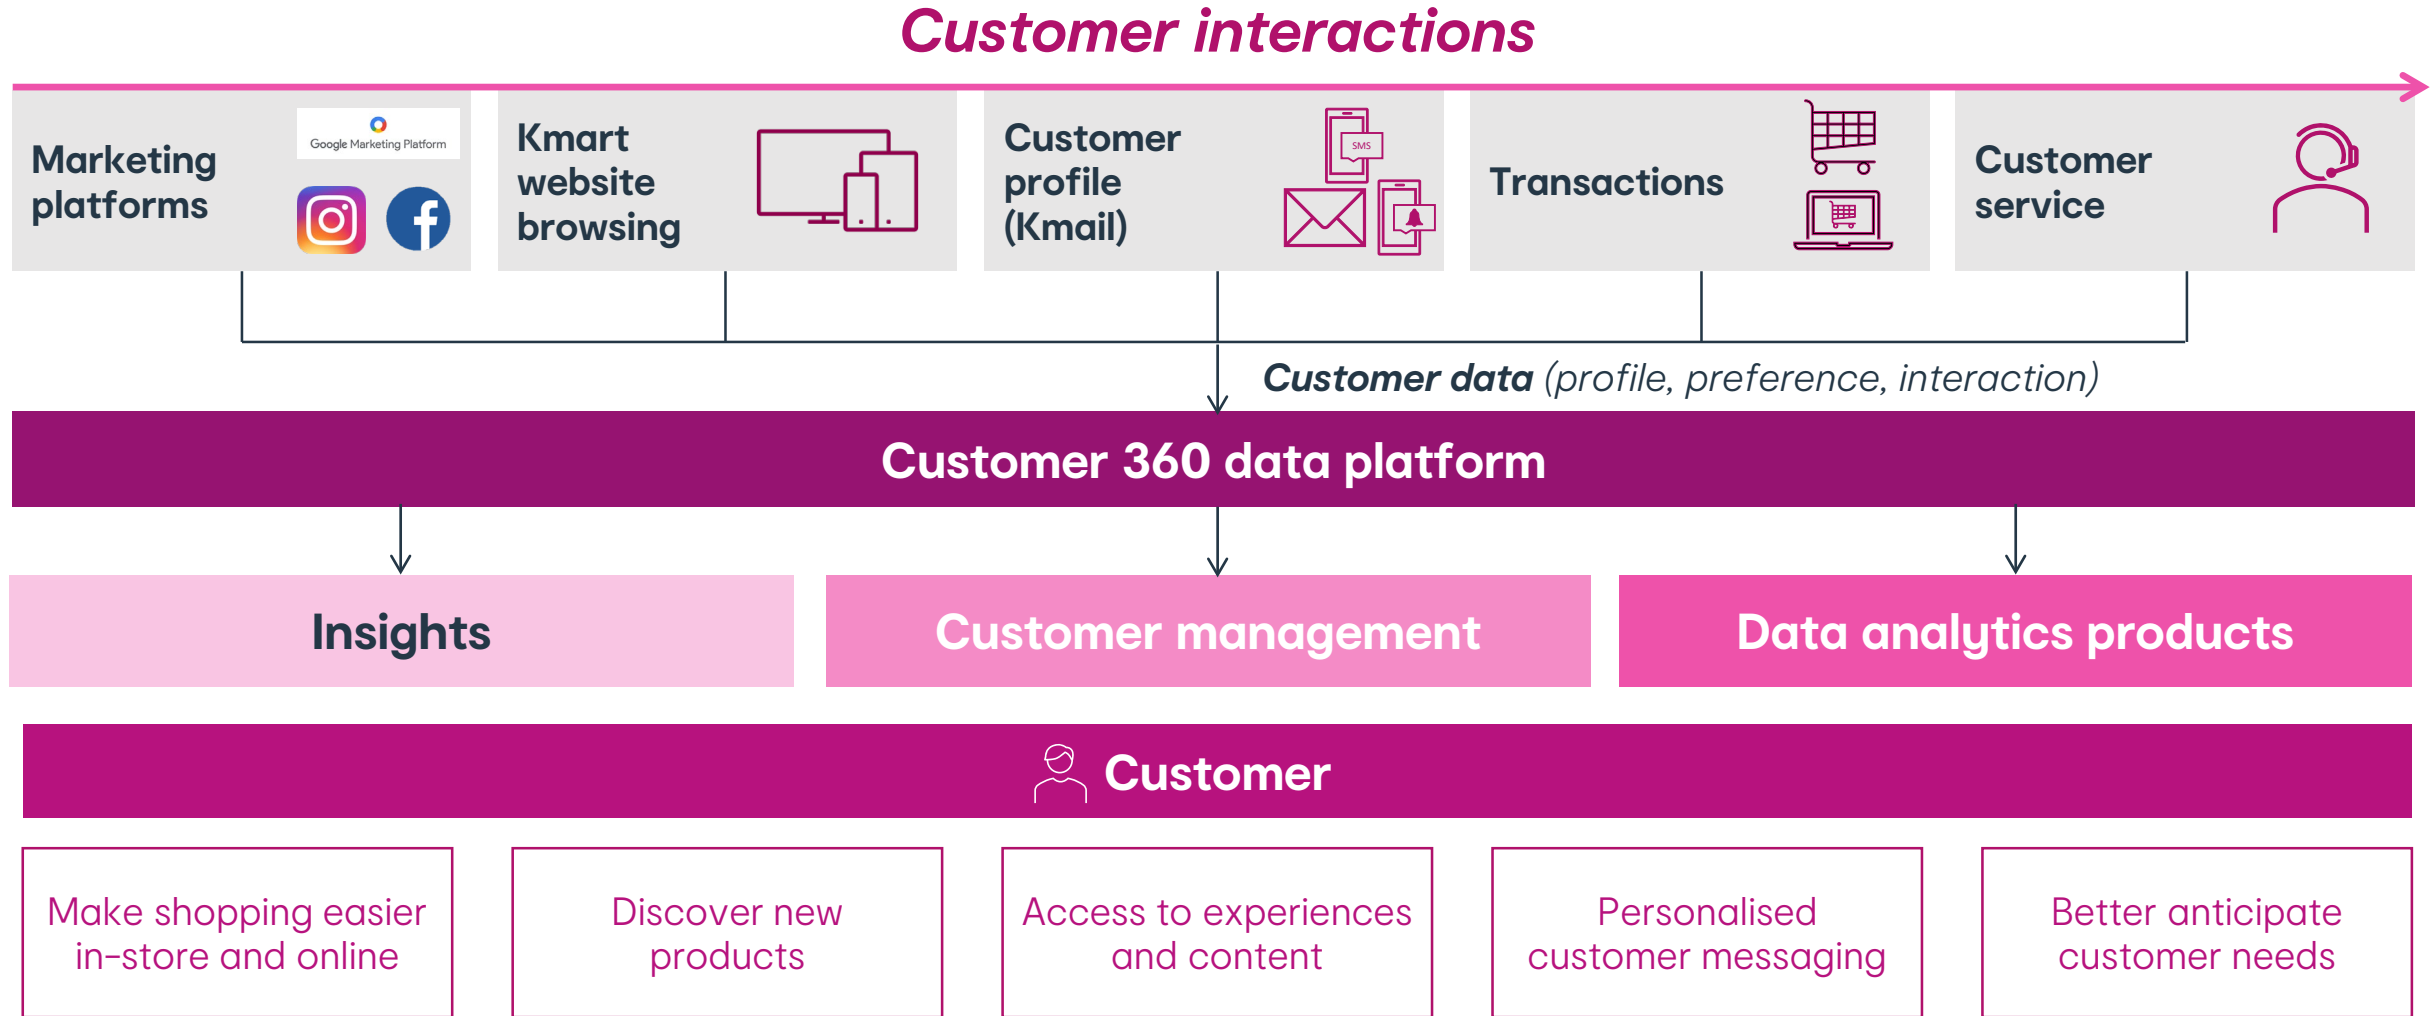 Customer interactions
Marketing
platforms
Google Marketing Platform
Kmart
website
browsing
Customer
profile
(Kmail)
SMS
Transactions
Customer
service
Customer data (profile, preference, interaction)
Customer 360 data platform
Insights
Customer management
Data analytics products
Customer
Make shopping easier
in-store and online
Discover new
products
Access to experiences
and content
Personalised
customer messaging
Better anticipate
customer needs